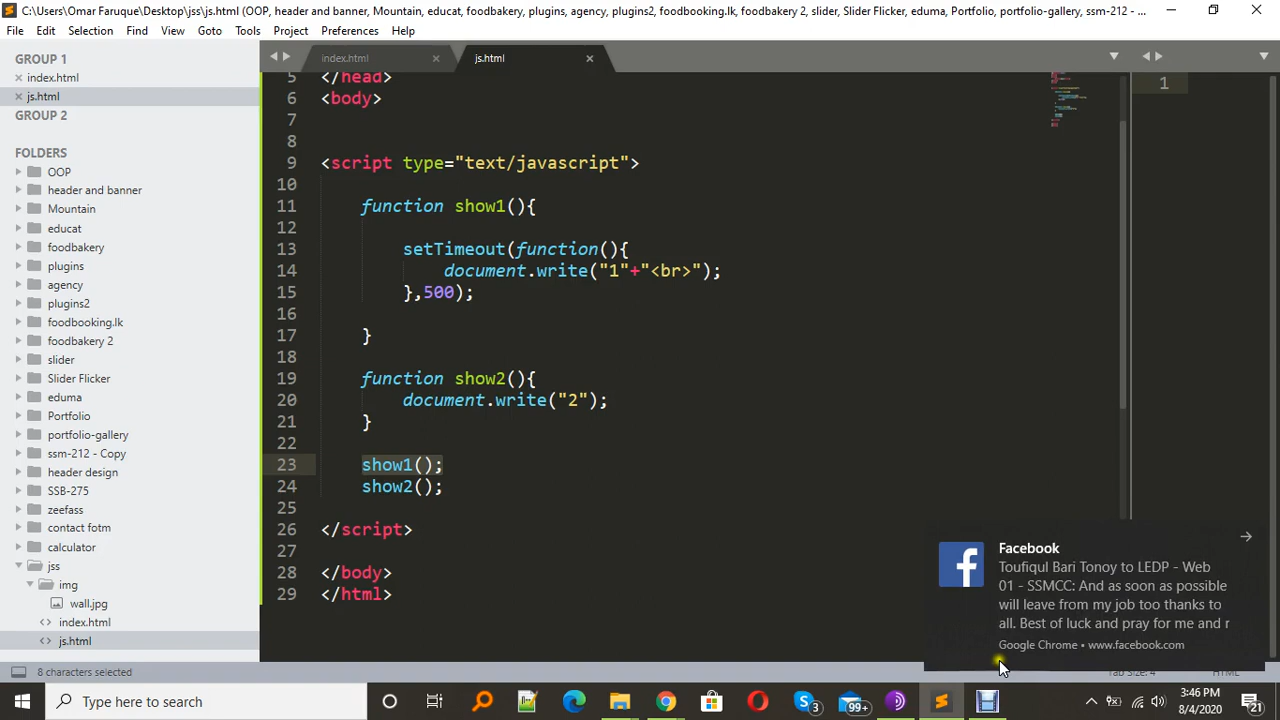 C:\Users\Omar Faruque\Desktop\jss\js.html (OOP, header and banner, Mountain, educat, foodbakery, plugins, agency, plugins2, foodbooking.lk, foodbakery 2, slider, Slider Flicker, eduma, Portfolio, portfolio-gallery, ssm-212 - ...
File Edit Selection Find View Goto Tools Project Preferences Help
GROUP 1
index.html
js.html
GROUP 2
FOLDERS
OOP
header and banner
Mountain
educat
foodbakery
plugins
agency
plugins2
foodbooking.lk
foodbakery 2
slider
Slider Flicker
eduma
Portfolio
portfolio-gallery
ssm-212 - Copy
header design
SSB-275
zeefass
contact fotm
calculator
jss
img
wall.jpg
index.html
js.html
index.html
js.html
5 </head>
6 <body>
7
8
9 <script type="text/javascript">
10
11 function show1(){
12
13 setTimeout(function(){
14 document.write("1"+"<br>");
15 },500);
16
17 }
18
19 function show2(){
20 document.write("2");
21 }
22
23 show1();
24 show2();
25
26 </script>
27
28 </body>
29 </html>
1
Facebook
Toufiqul Bari Tonoy to LEDP - Web
01 - SSMCC: And as soon as possible
will leave from my job too thanks to
all. Best of luck and pray for me and
Google Chrome • www.facebook.com
8 characters selected
Tab Size: 4
HTML
Type here to search
3
99+
3:46 PM
8/4/2020
21